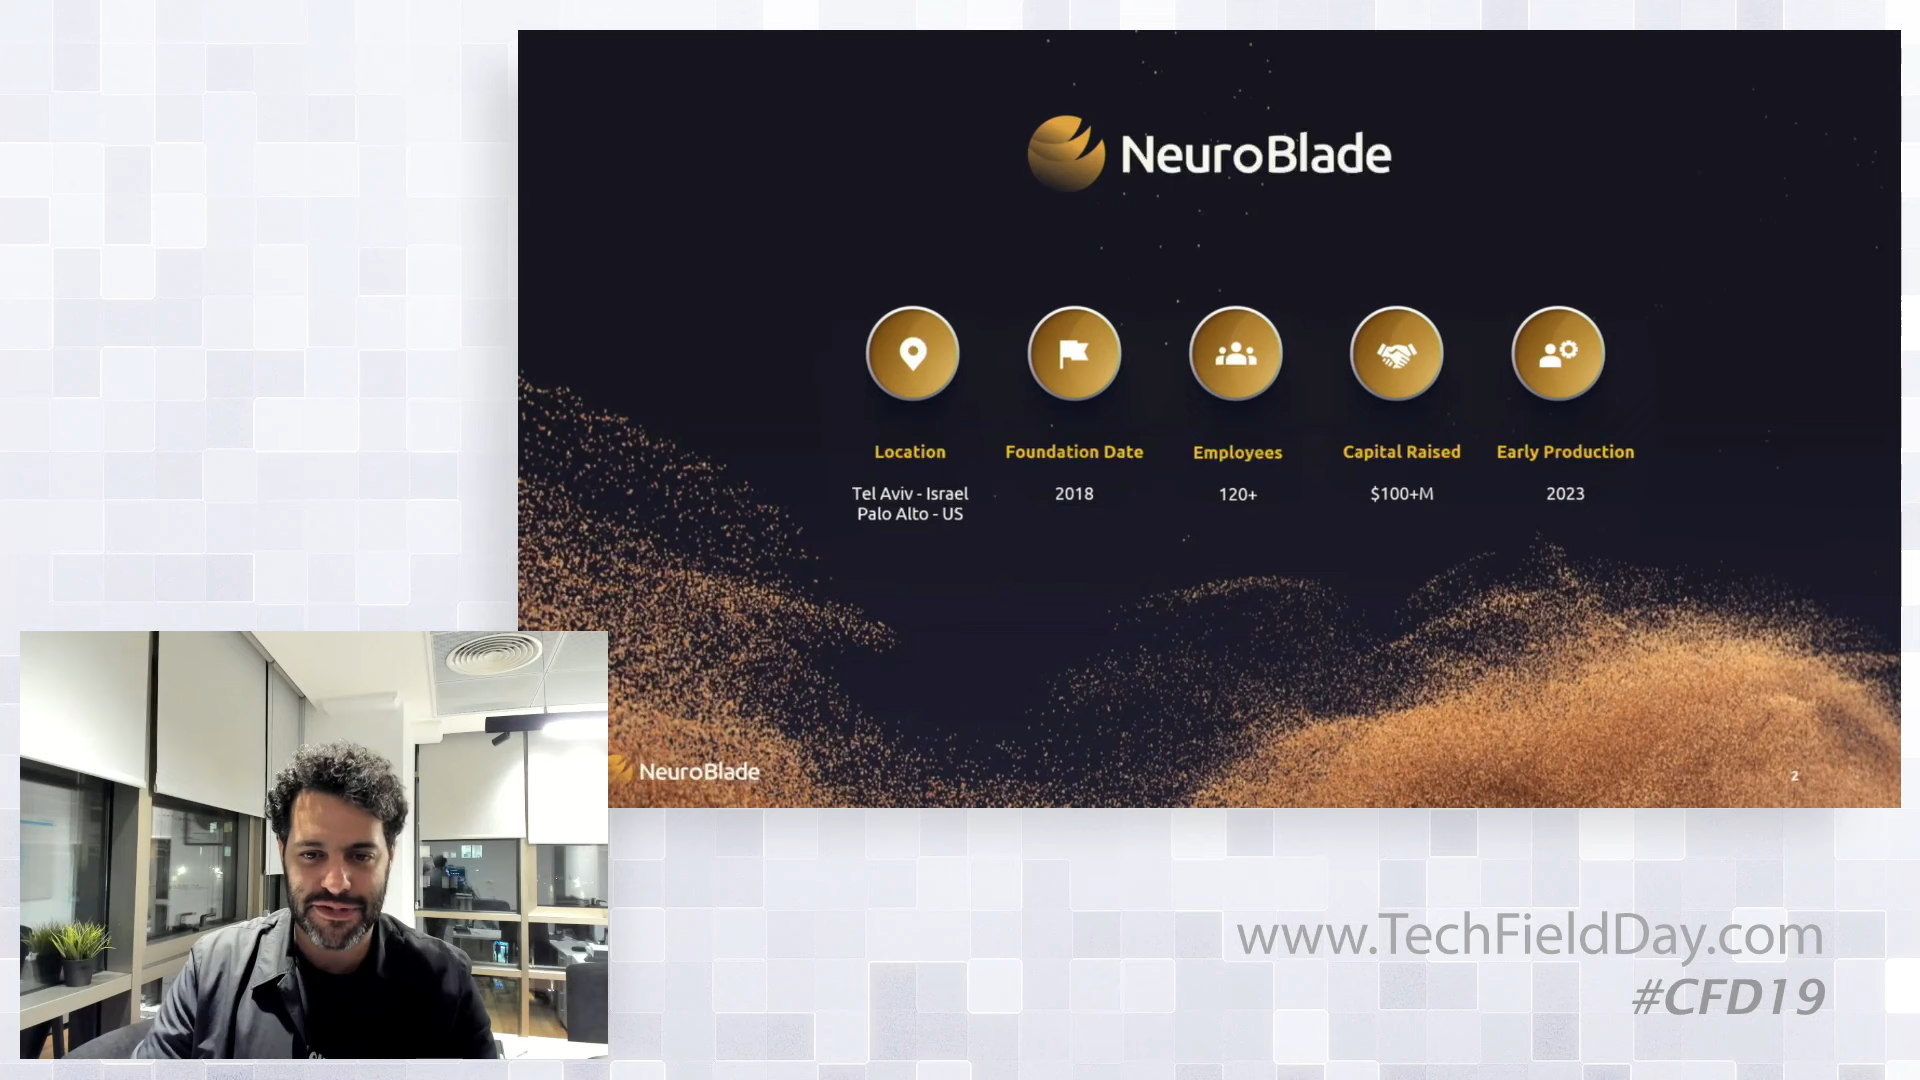 NeuroBlade
Location
Tel Aviv - Israel
Palo Alto - US
Foundation Date
2018
Employees
120+
Capital Raised
$100+M
Early Production
2023
NeuroBlade
2
www.TechFieldDay.com
#CFD19